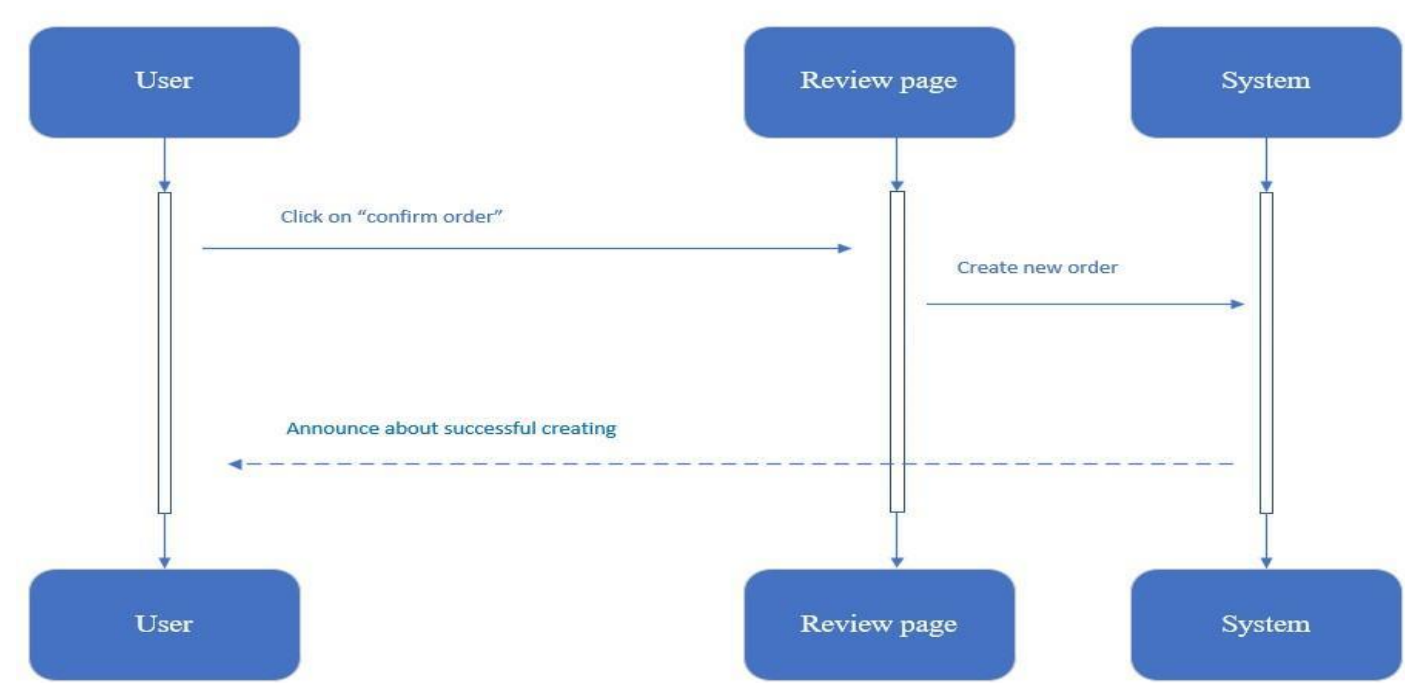 User
Review page
System
Click on “confirm order”
Create new order
Announce about successful creating
User
Review page
System